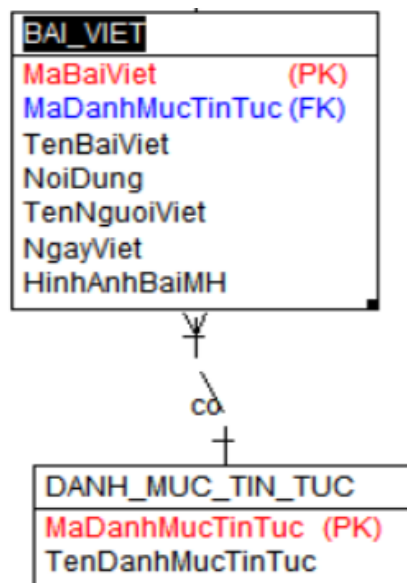 BAI_VIET
MaBaiViet (PK)
MaDanhMucTinTuc (FK)
TenBaiViet
NoiDung
TenNguoiViet
NgayViet
HinhAnhBaiMH
có
DANH_MUC_TIN_TUC
MaDanhMucTinTuc (PK)
TenDanhMucTinTuc